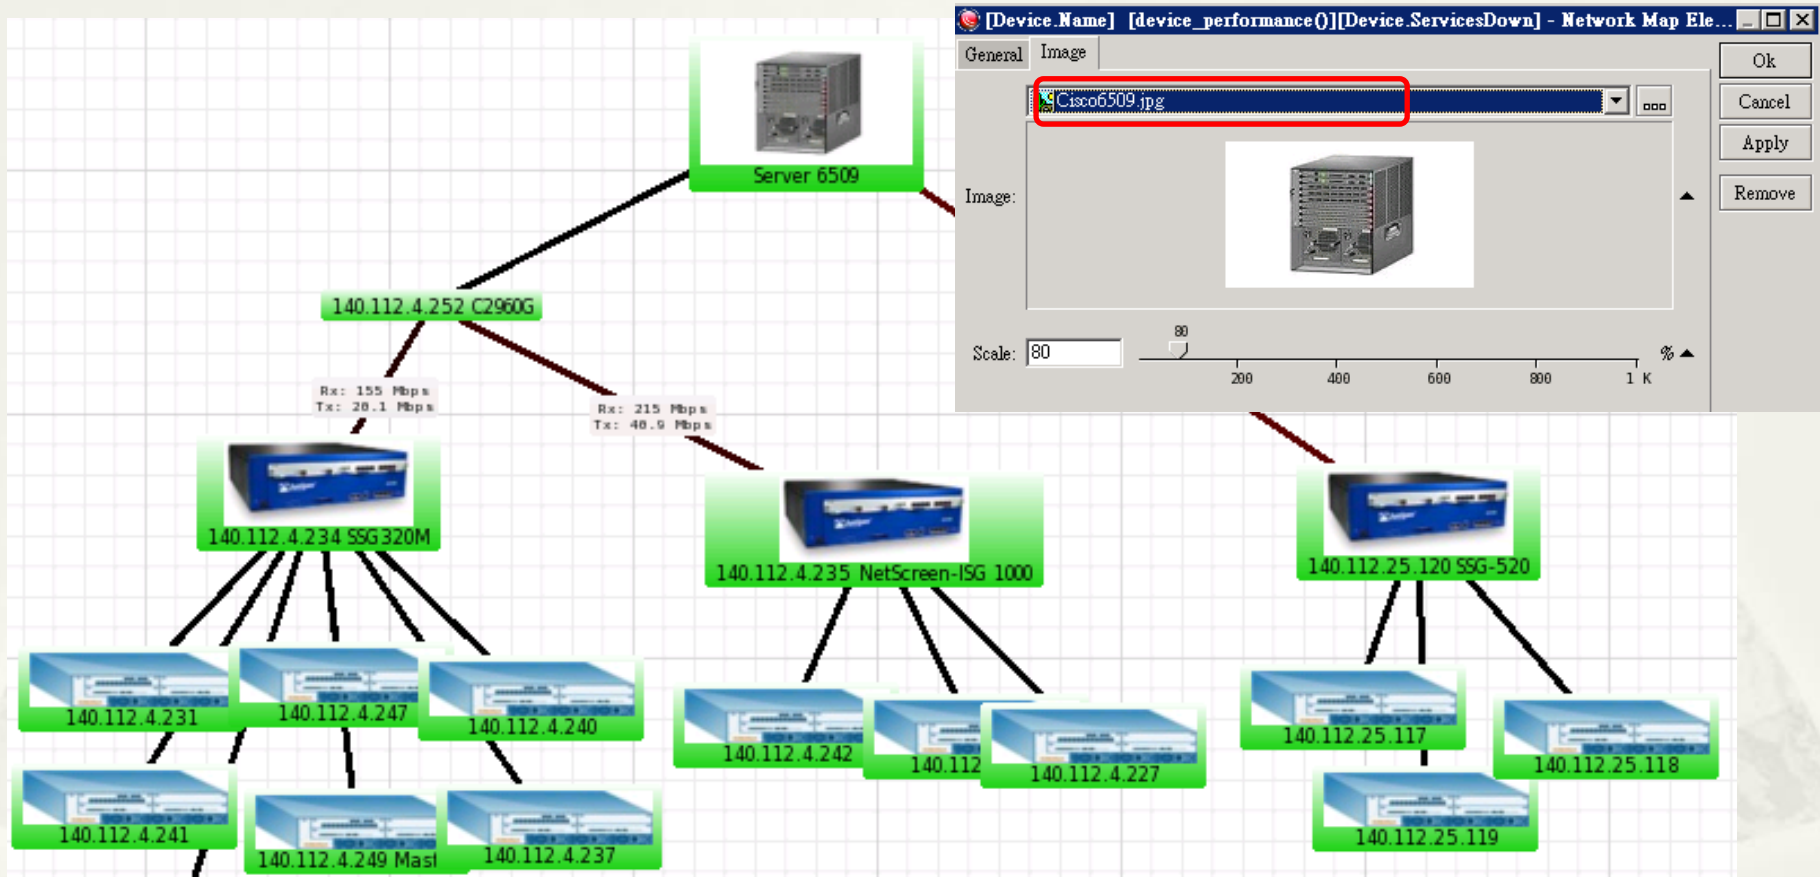 [Device.Name] [device_performance()][Device.ServicesDown] - Network Map Ele...
General Image
Ok
Cancel
Apply
Remove
Cisco6509.jpg
Image:
Scale: 80
80
200 400 600 800 1 K
%
Server 6509
140.112.4.252 C2960G
Rx: 155 Mbps
Tx: 20.1 Mbps
Rx: 215 Mbps
Tx: 40.9 Mbps
140.112.4.234 SSG320M
140.112.4.235 NetScreen-ISG 1000
140.112.25.120 SSG-520
140.112.4.231
140.112.4.247
140.112.4.240
140.112.4.242
140.112
140.112.4.227
140.112.25.117
140.112.25.118
140.112.4.241
140.112.4.249 Mast
140.112.4.237
140.112.25.119